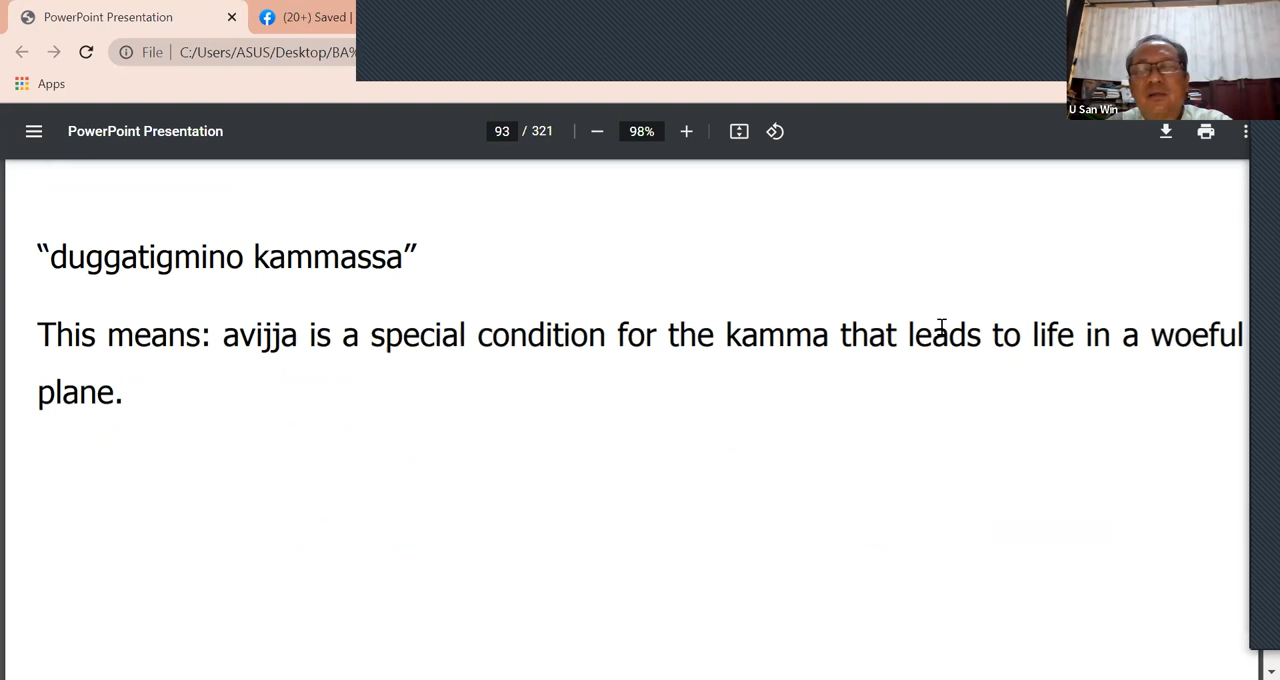 PowerPoint Presentation
(20+) Saved |
File | C:/Users/ASUS/Desktop/BA%
Apps
U San Win
PowerPoint Presentation
93 / 321
98%
“duggatigmino kammassa”
This means: avijja is a special condition for the kamma that leads to life in a woeful
plane.